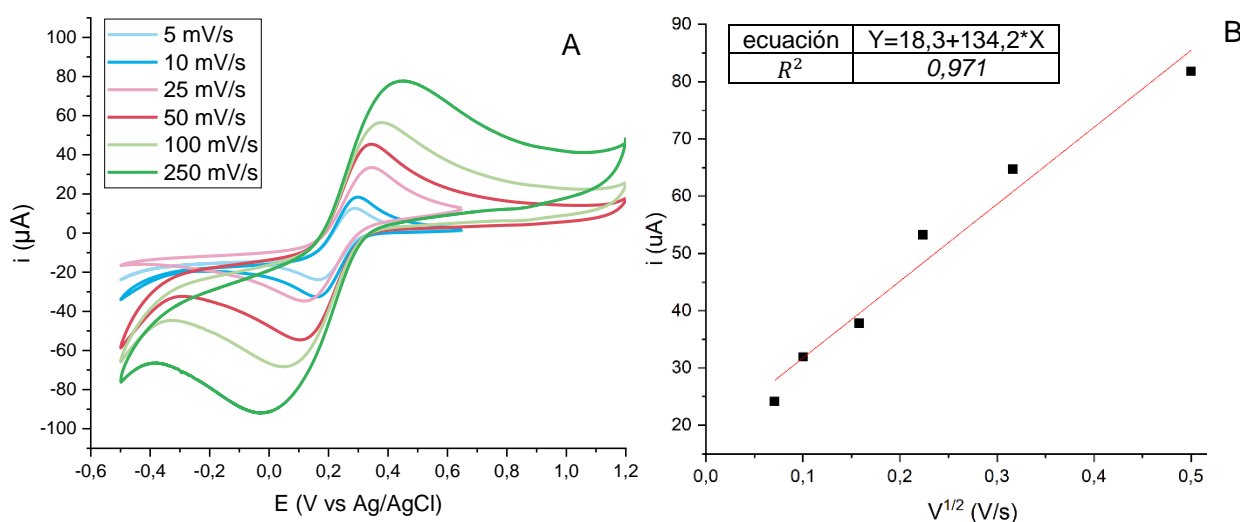 A
5 mV/s
10 mV/s
25 mV/s
50 mV/s
100 mV/s
250 mV/s
100
80
60
40
20
0
-20
-40
-60
-80
-100
i (µA)
-0,6 -0,4 -0,2 0,0 0,2 0,4 0,6 0,8 1,0 1,2
E (V vs Ag/AgCl)
B
ecuación Y=18,3+134,2*X
R² 0,971
90
80
70
60
50
40
30
20
i (uA)
0,0 0,1 0,2 0,3 0,4 0,5
V^1/2 (V/s)